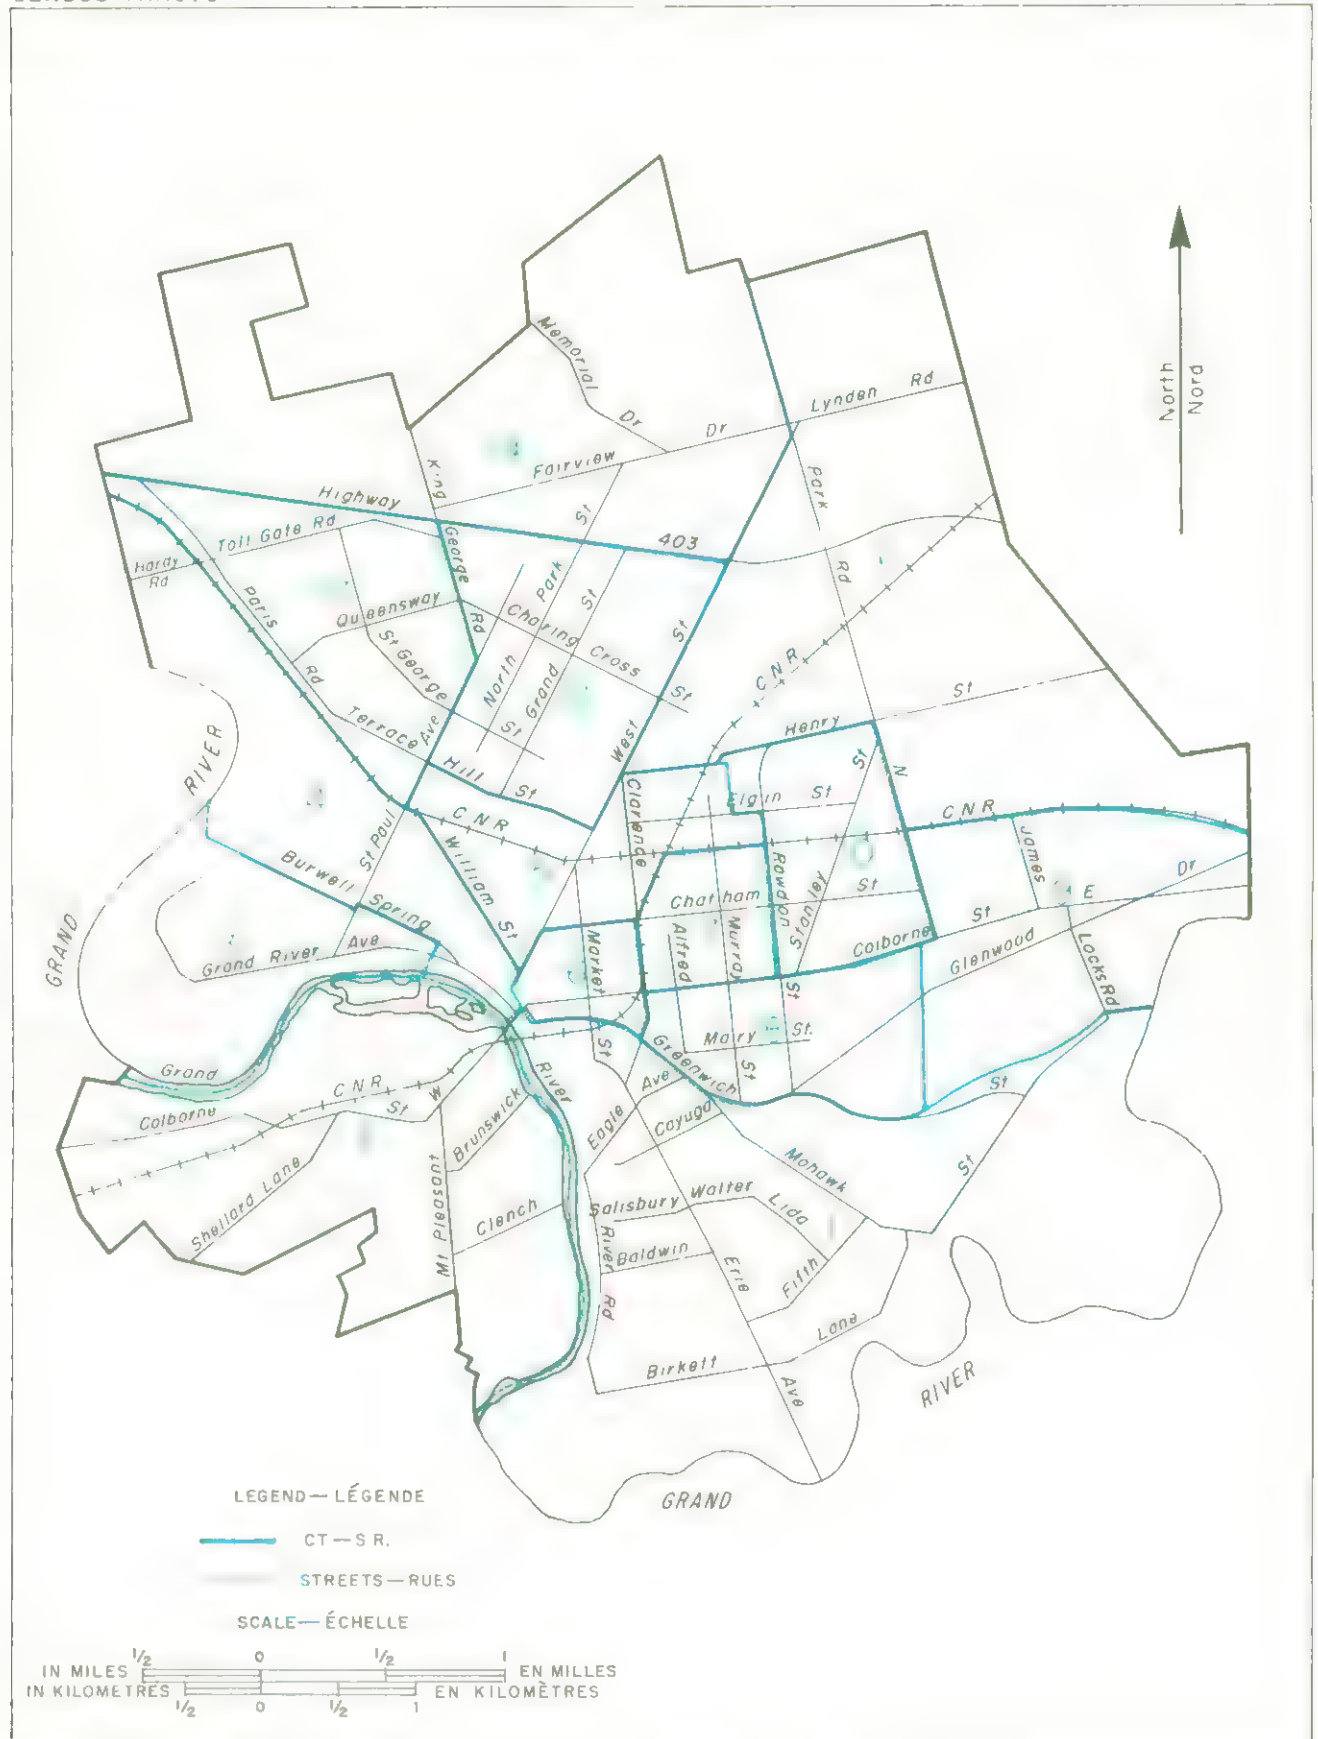 North
Nord
Memorial
Dr
Lynden Rd
Dr
Fairview
King
George
Rd
Highway
403
Park
Rd
N
Toll Gate Rd
Hardy
Rd
Paris
Rd
Queensway
St George
St
North
Park
St
Grand
St
Charing
Cross
St
CNR
St
Henry
West
St
Terrace
Ave
Hill
St
RIVER
GRAND
St Paul
CNR
William
St
Clarence
Elgin St
St
Stanley
CNR
James
E
Dr
Burwell
Spring
Chatham
St
Rawdon
St
Alfred
Murray
St
Colborne
St
Glenwood
Locks Rd
Grand River Ave
Market
St
Mary St.
Greenwich
St
Grand
River
Colborne
St
W
CNR
Brunswick
Eagle
Ave
Cayuga
Mohawk
St
Shellard Lane
Mt Pleasant
Clench
Salisbury
Walter
Lida
River
Rd
Baldwin
Erie
Ave
Fifth
Birkett
Lane
RIVER
GRAND
LEGEND — LÉGENDE
CT — S.R.
STREETS — RUES
SCALE — ÉCHELLE
1/2 0 1/2 1
IN MILES EN MILLES
IN KILOMETRES EN KILOMÈTRES
1/2 0 1/2 1